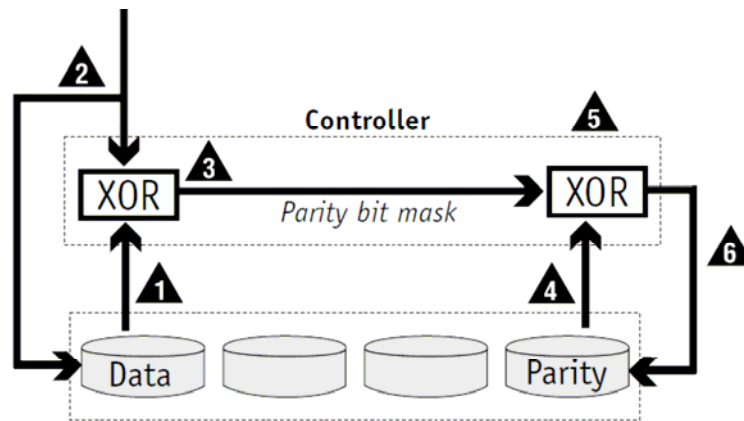 2
Controller
5
XOR
3
XOR
Parity bit mask
6
1
4
Data
Parity